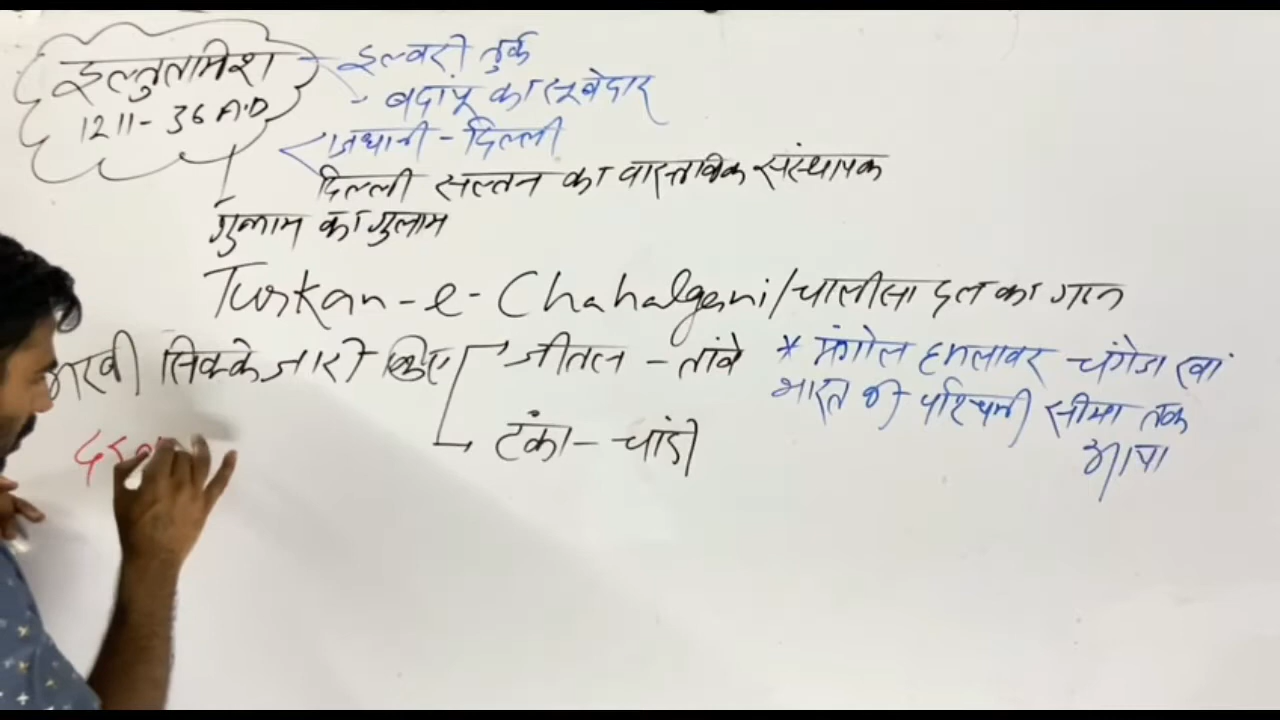 इल्तुतमिश
1211-36 A.D
इल्बरी तुर्क
- बदायूं का सूबेदार
राजधानी - दिल्ली
दिल्ली सल्तन का वास्तविक संस्थापक
गुलाम का गुलाम
Turkan-e-Chahalgani/चालीसा दल का गठन
अरबी सिक्के जारी किए
जीतल - तांबे
टंका - चांदी
* मंगोल हमलावर चंगेज खां
भारत की पश्चिमी सीमा तक
आया